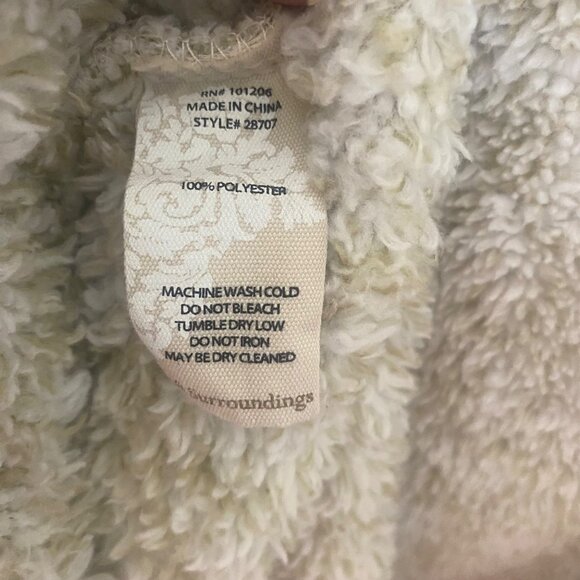 RN# 101206
MADE IN CHINA
STYLE# 28707
100% POLYESTER
MACHINE WASH COLD
DO NOT BLEACH
TUMBLE DRY LOW
DO NOT IRON
MAY BE DRY CLEANED
Surroundings